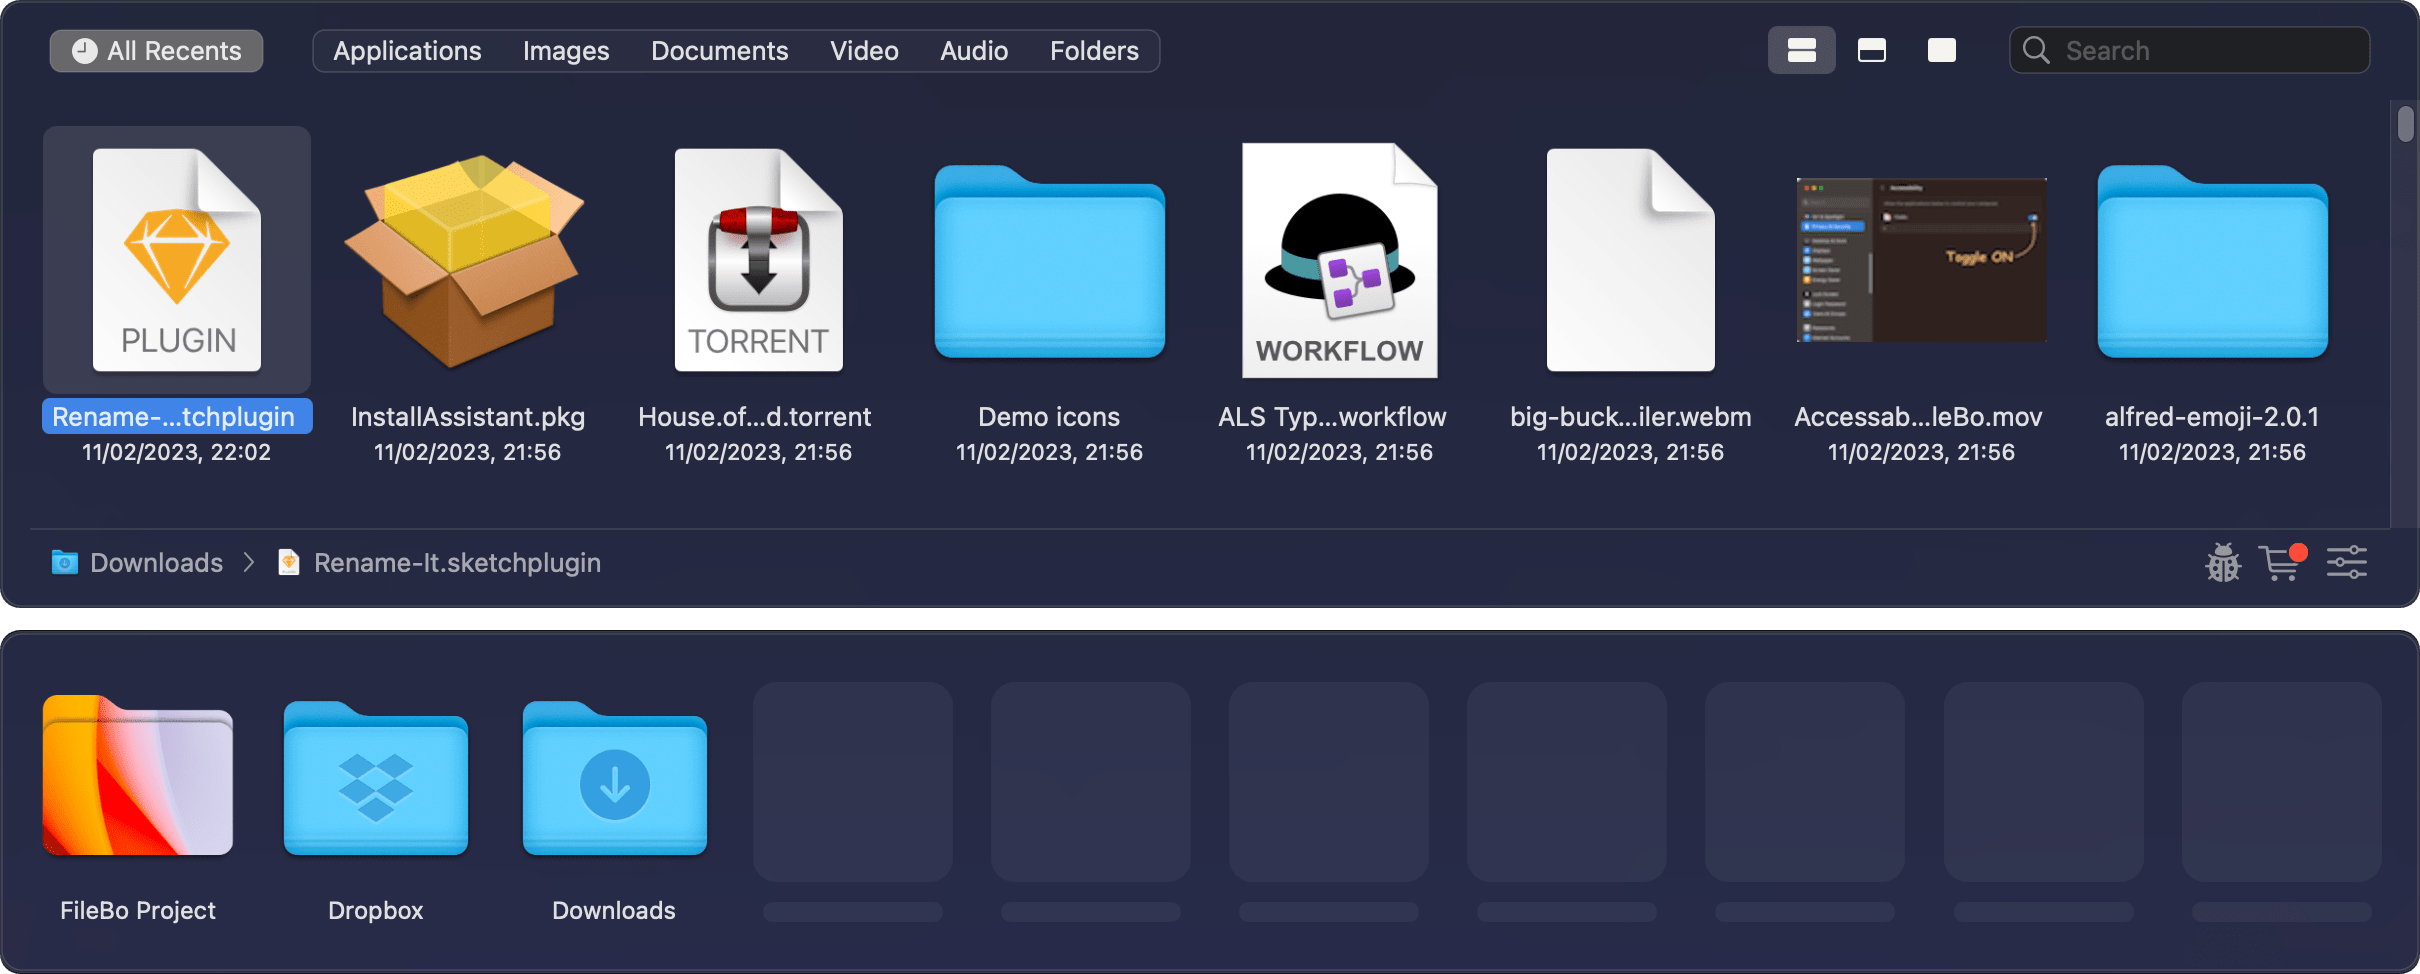 All Recents
Applications Images Documents Video Audio Folders
Search
PLUGIN
TORRENT
WORKFLOW
Accessibility
Toggle ON
Rename-...tchplugin
11/02/2023, 22:02
InstallAssistant.pkg
11/02/2023, 21:56
House.of...d.torrent
11/02/2023, 21:56
Demo icons
11/02/2023, 21:56
ALS Typ...workflow
11/02/2023, 21:56
big-buck...iler.webm
11/02/2023, 21:56
Accessab...leBo.mov
11/02/2023, 21:56
alfred-emoji-2.0.1
11/02/2023, 21:56
Downloads > Rename-It.sketchplugin
FileBo Project
Dropbox
Downloads